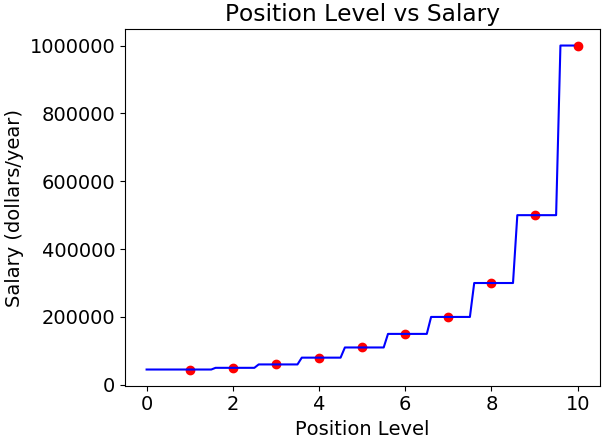 Position Level vs Salary
Salary (dollars/year)
1000000
800000
600000
400000
200000
0
0 2 4 6 8 10
Position Level